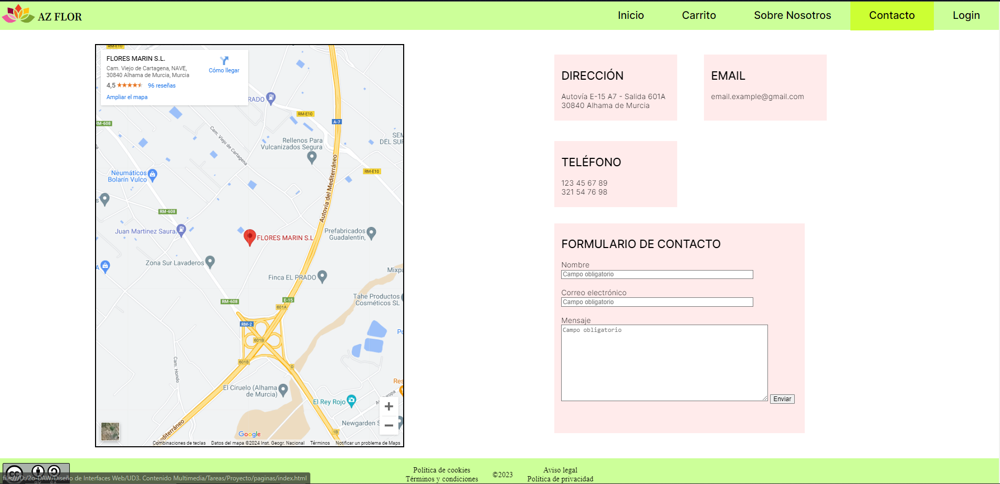 AZ FLOR
Inicio
Carrito
Sobre Nosotros
Contacto
Login
RM-E10
FLORES MARIN S.L.
Cam. Viejo de Cartagena, NAVE,
30840 Alhama de Murcia, Murcia
4,5
96 reseñas
Ampliar el mapa
Cómo llegar
RADO
RM-E10
A-7
RM-608
Cam. Viejo de Cartagena
Rellenos Para
Vulcanizados Segura
SEM
DEL SUR
Neumáticos
Bolarín Vulco
RM-E10
Autovía del Mediterráneo
RM-608
Juan Martinez Saura
FLORES MARIN S.L
Prefabricados
Guadalentín,
Zona Sur Lavaderos
Finca EL PRADO
Mixpa
Tahe Productos
Cosméticos SL
RM-608
E-15
601A
RM-2
601B
601B
0
Cam. Hondo
El Ciruelo (Alhama
de Murcia)
El Rey Rojo
Res
Newgarden S
1B
diterráneo
Google
Combinaciones de teclas
Datos del mapa ©2024 Inst. Geogr. Nacional
Términos
Notificar un problema de Maps
DIRECCIÓN
Autovía E-15 A7 - Salida 601A
30840 Alhama de Murcia
EMAIL
email.example@gmail.com
TELÉFONO
123 45 67 89
321 54 76 98
FORMULARIO DE CONTACTO
Nombre
Campo obligatorio
Correo electrónico
Campo obligatorio
Mensaje
Campo obligatorio
Enviar
file:///D:/2o-DAW/Diseño de Interfaces Web/UD3. Contenido Multimedia/Tareas/Proyecto/paginas/index.html
Política de cookies
Términos y condiciones
©2023
Aviso legal
Política de privacidad